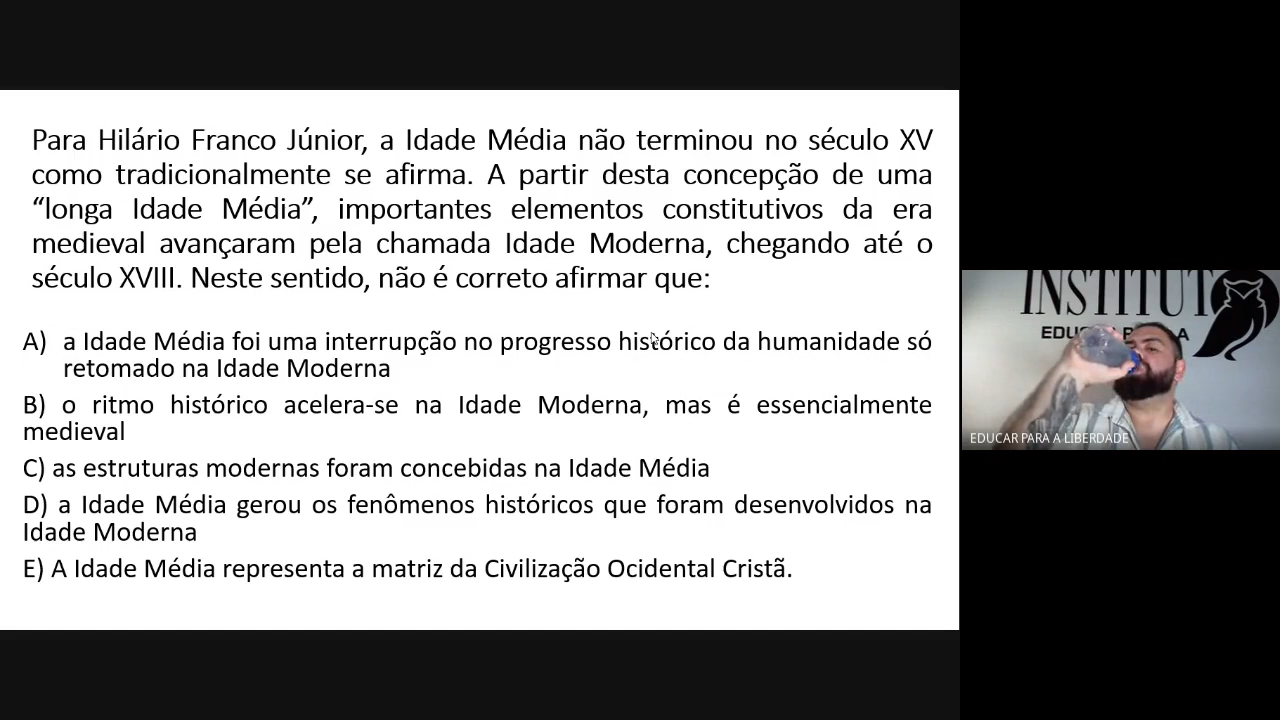 Para Hilário Franco Júnior, a Idade Média não terminou no século XV
como tradicionalmente se afirma. A partir desta concepção de uma
“longa Idade Média”, importantes elementos constitutivos da era
medieval avançaram pela chamada Idade Moderna, chegando até o
século XVIII. Neste sentido, não é correto afirmar que:
A) a Idade Média foi uma interrupção no progresso histórico da humanidade só
retomado na Idade Moderna
B) o ritmo histórico acelera-se na Idade Moderna, mas é essencialmente
medieval
C) as estruturas modernas foram concebidas na Idade Média
D) a Idade Média gerou os fenômenos históricos que foram desenvolvidos na
Idade Moderna
E) A Idade Média representa a matriz da Civilização Ocidental Cristã.
INSTITUT
EDUCAR PARA LA
EDUCAR PARA A LIBERDADE